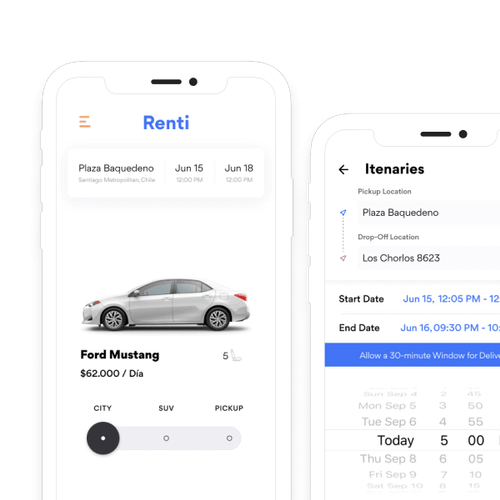 Renti
Plaza Baquedeno
Jun 15
Jun 18
Santiago Metropolitan, Chile
12:00 PM
12:00 PM
Ford Mustang
5
$62.000 / Día
CITY
SUV
PICKUP
Itenaries
Pickup Location
Plaza Baquedeno
Drop-Off Location
Los Chorlos 8623
Start Date
Jun 15, 12:05 PM - 12
End Date
Jun 16,09:30 PM - 10:
Allow a 30-minute Window for Delive
Sun Sep 4 2 45
Mon Sep 5 3 50
Tue Sep 6 4 55
Today 5 00
Thu Sep 8 6 05
Fri Sep 9 7 10
Sat Sep 10 8 15